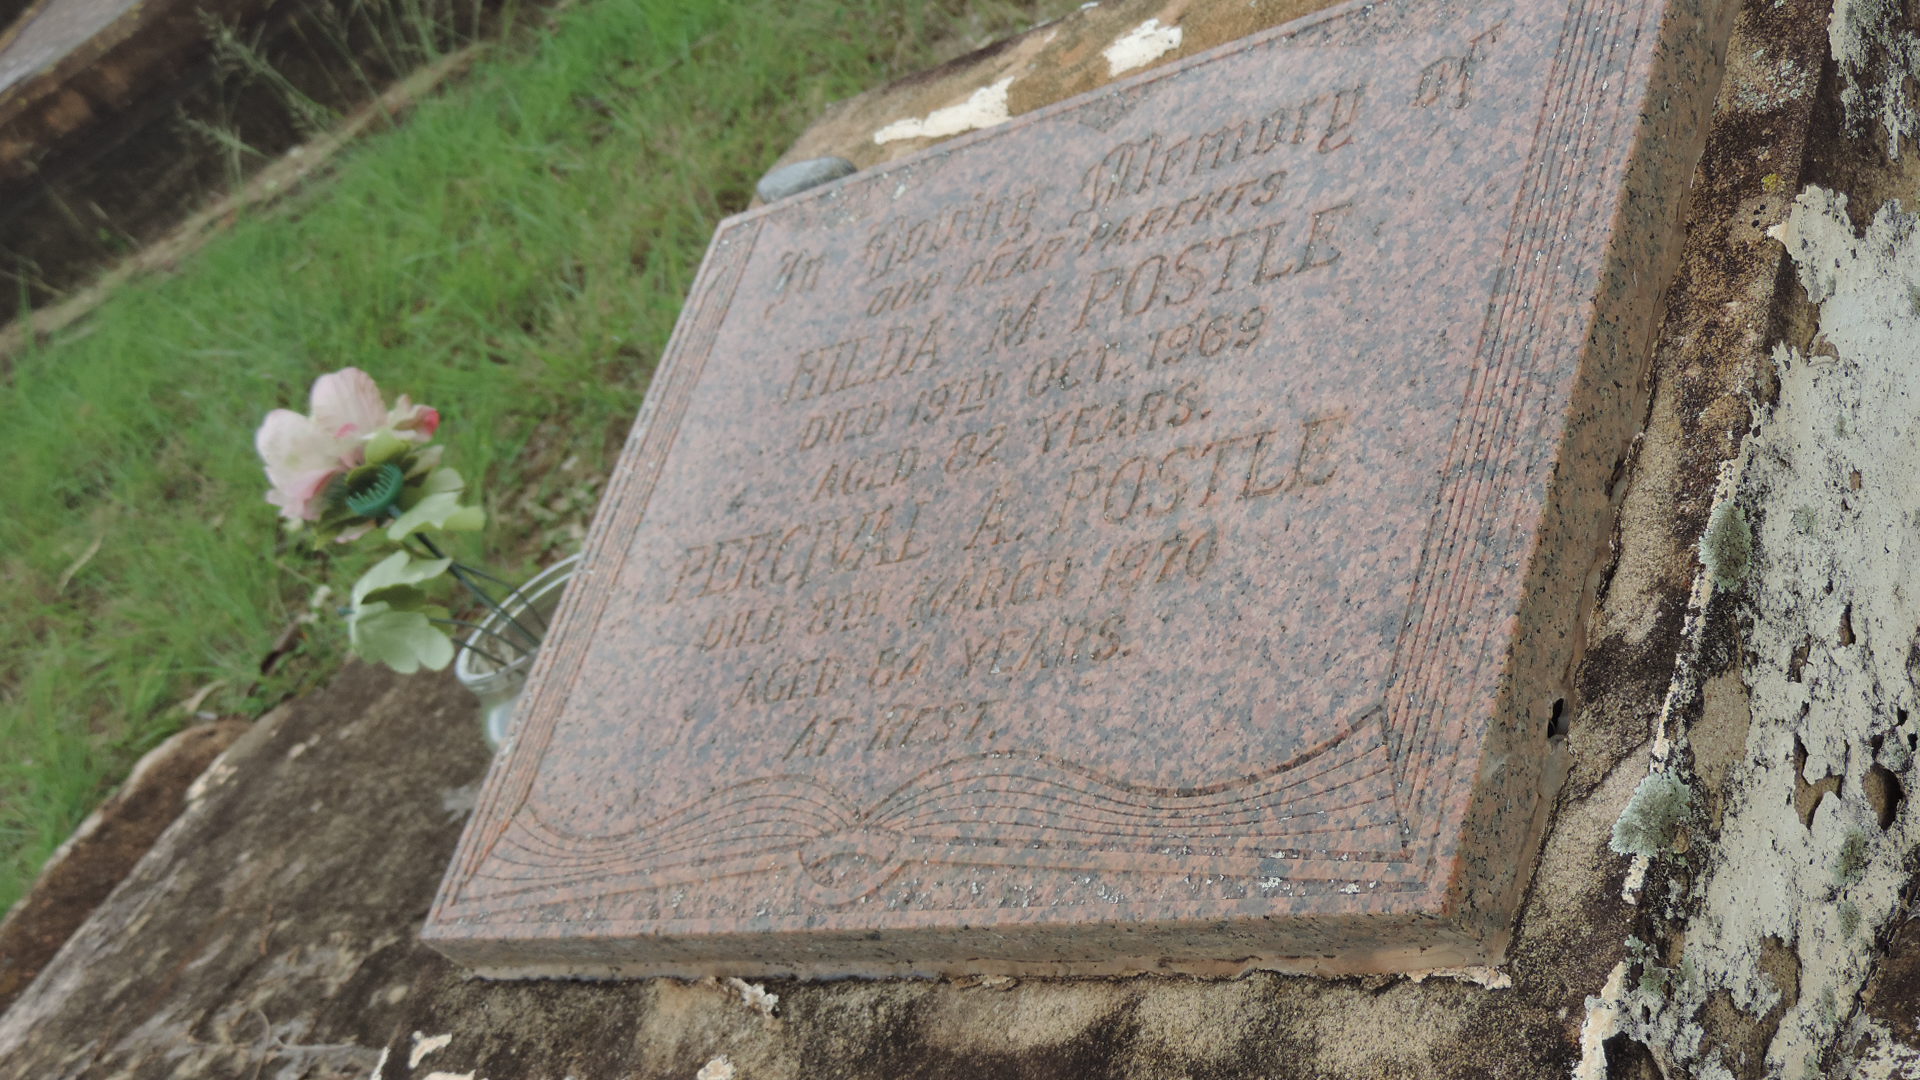 In Loving Memory of
OUR DEAR PARENTS
HILDA M. POSTLE
DIED 19TH OCT. 1969
AGED 82 YEARS.
PERCIVAL A. POSTLE
DIED 8TH MARCH 1970
AGED 84 YEARS.
AT REST.